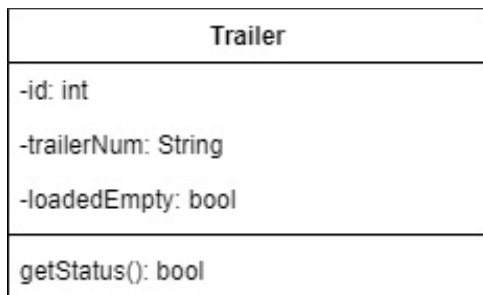 Trailer
-id: int
-trailerNum: String
-loadedEmpty: bool
getStatus(): bool